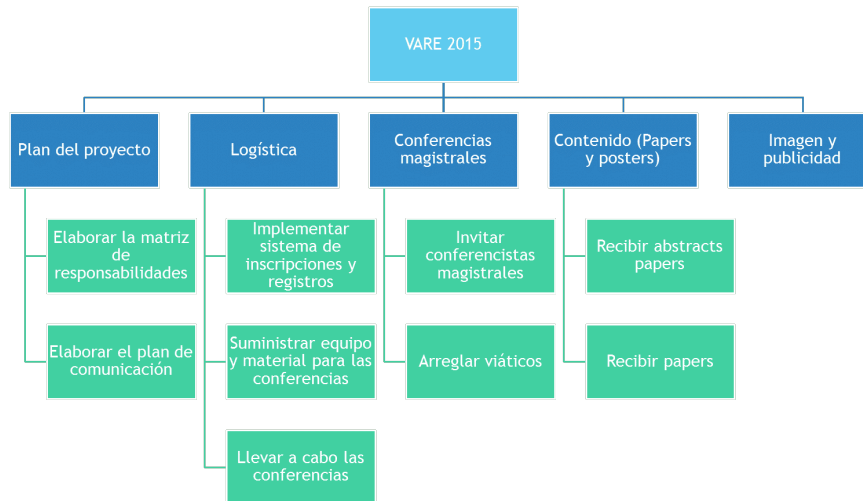 VARE 2015
Plan del proyecto
Logística
Conferencias
magistrales
Contenido (Papers
y posters)
Imagen y
publicidad
Elaborar la matriz
de
responsabilidades
Implementar
sistema de
inscripciones y
registros
Invitar
conferencistas
magistrales
Recibir abstracts
papers
Elaborar el plan de
comunicación
Suministrar equipo
y material para las
conferencias
Arreglar viáticos
Recibir papers
Llevar a cabo las
conferencias